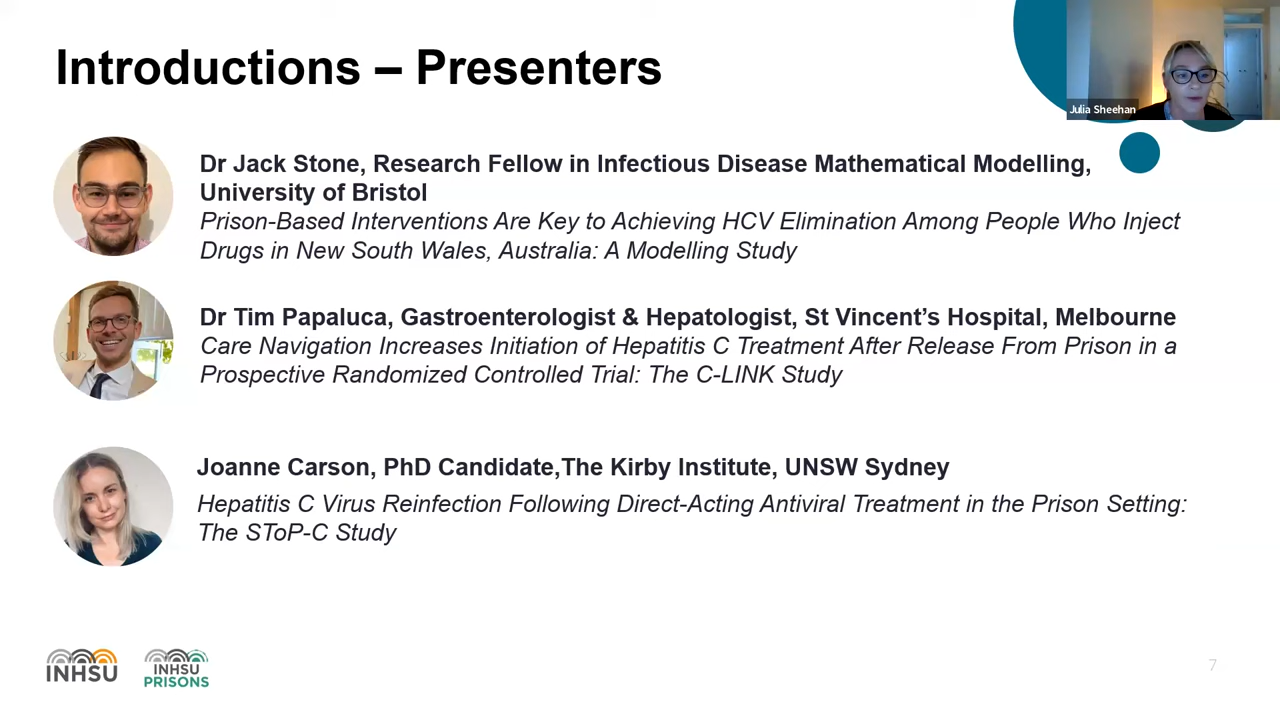 Introductions – Presenters
Julia Sheehan
Dr Jack Stone, Research Fellow in Infectious Disease Mathematical Modelling,
University of Bristol
Prison-Based Interventions Are Key to Achieving HCV Elimination Among People Who Inject
Drugs in New South Wales, Australia: A Modelling Study
Dr Tim Papaluca, Gastroenterologist & Hepatologist, St Vincent’s Hospital, Melbourne
Care Navigation Increases Initiation of Hepatitis C Treatment After Release From Prison in a
Prospective Randomized Controlled Trial: The C-LINK Study
Joanne Carson, PhD Candidate,The Kirby Institute, UNSW Sydney
Hepatitis C Virus Reinfection Following Direct-Acting Antiviral Treatment in the Prison Setting:
The SToP-C Study
INHSU
INHSU
PRISONS
7